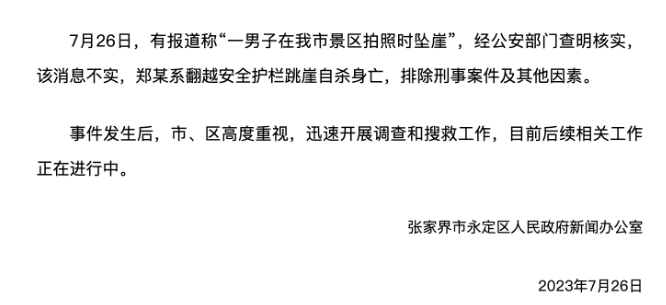 7月26日，有报道称“一男子在我市景区拍照时坠崖”，经公安部门查明核实，
该消息不实，郑某系翻越安全护栏跳崖自杀身亡，排除刑事案件及其他因素。
事件发生后，市、区高度重视，迅速开展调查和搜救工作，目前后续相关工作
正在进行中。
张家界市永定区人民政府新闻办公室
2023年7月26日